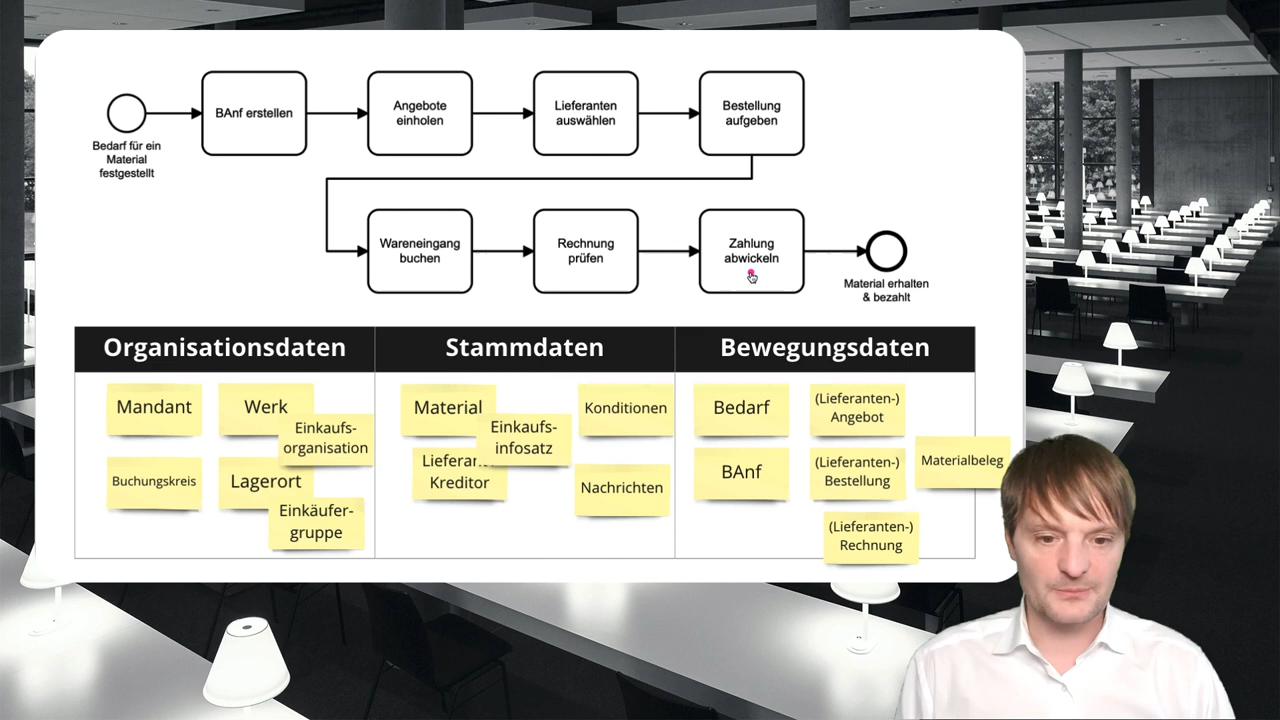 BAnf erstellen
Angebote
einholen
Lieferanten
auswählen
Bestellung
aufgeben
Bedarf für ein
Material
festgestellt
Wareneingang
buchen
Rechnung
prüfen
Zahlung
abwickeln
Material erhalten
& bezahlt
Organisationsdaten
Stammdaten
Bewegungsdaten
Mandant
Werk
Einkaufs-
organisation
Buchungskreis
Lagerort
Einkäufer-
gruppe
Material
Einkaufs-
infosatz
Konditionen
Kreditor
Nachrichten
Bedarf
(Lieferanten-)
Angebot
BAnf
(Lieferanten-)
Bestellung
Materialbeleg
(Lieferanten-)
Rechnung